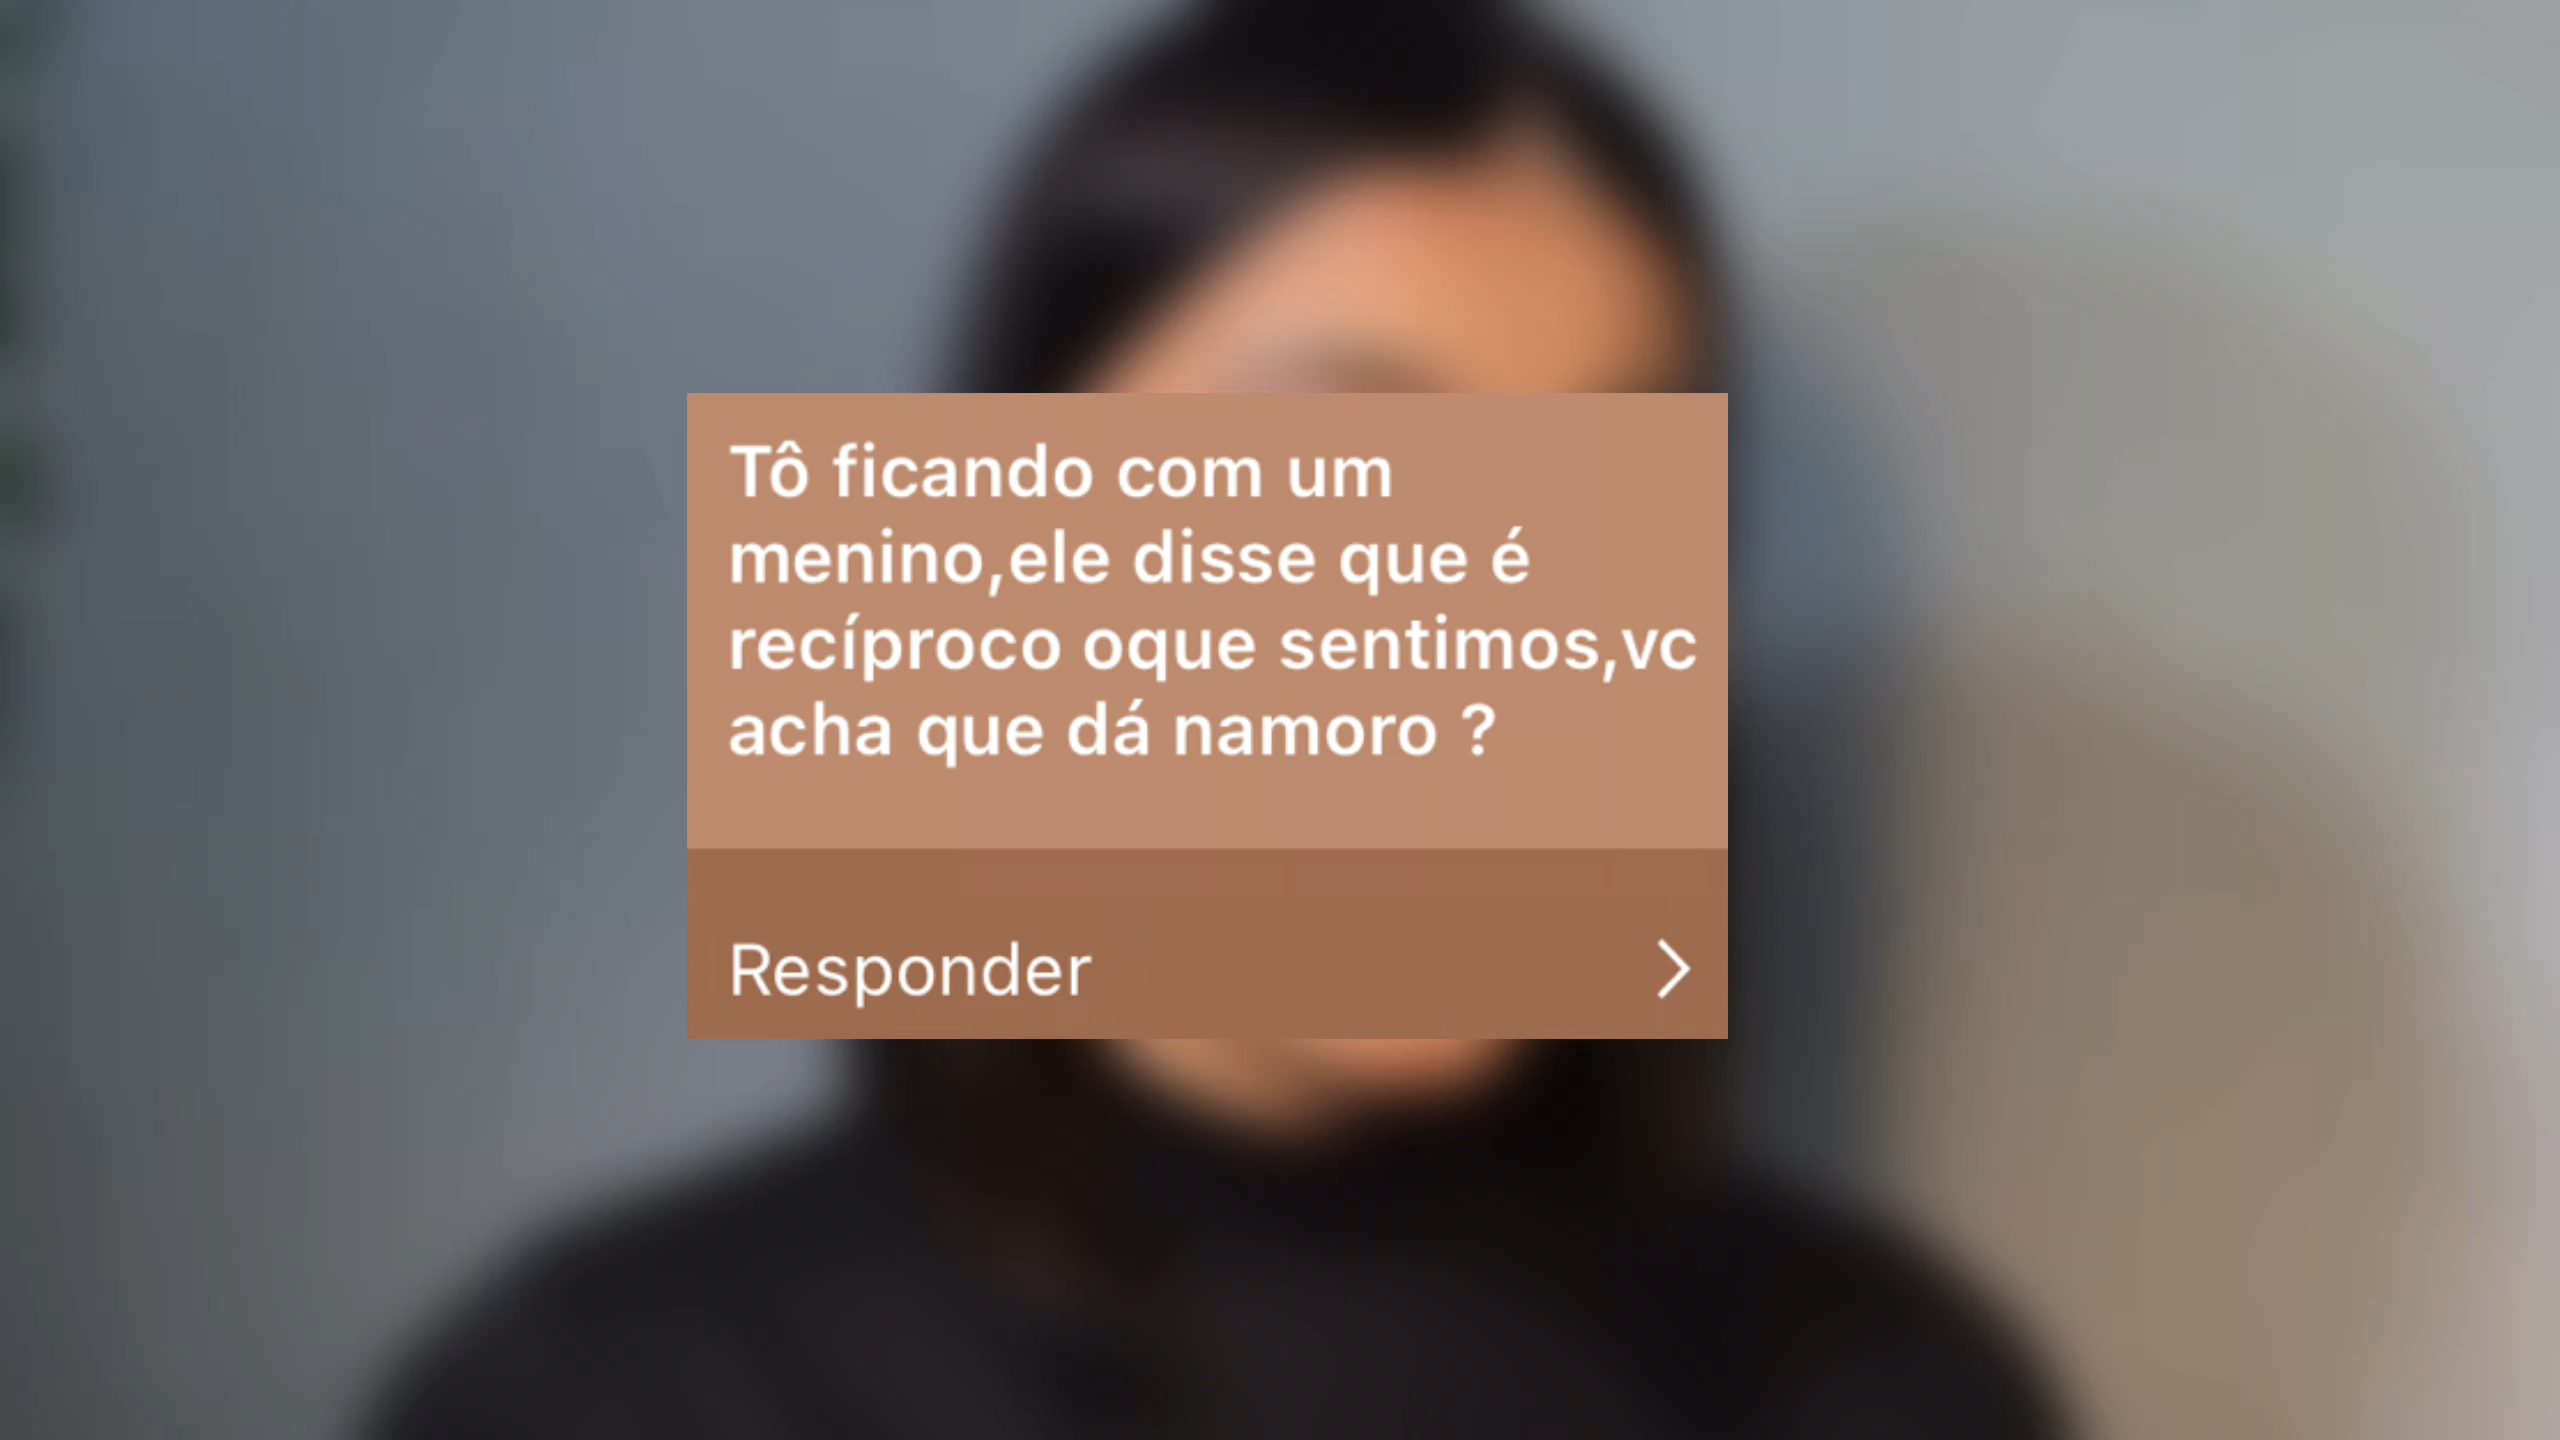 Tô ficando com um
menino,ele disse que é
recíproco oque sentimos,vc
acha que dá namoro ?
Responder